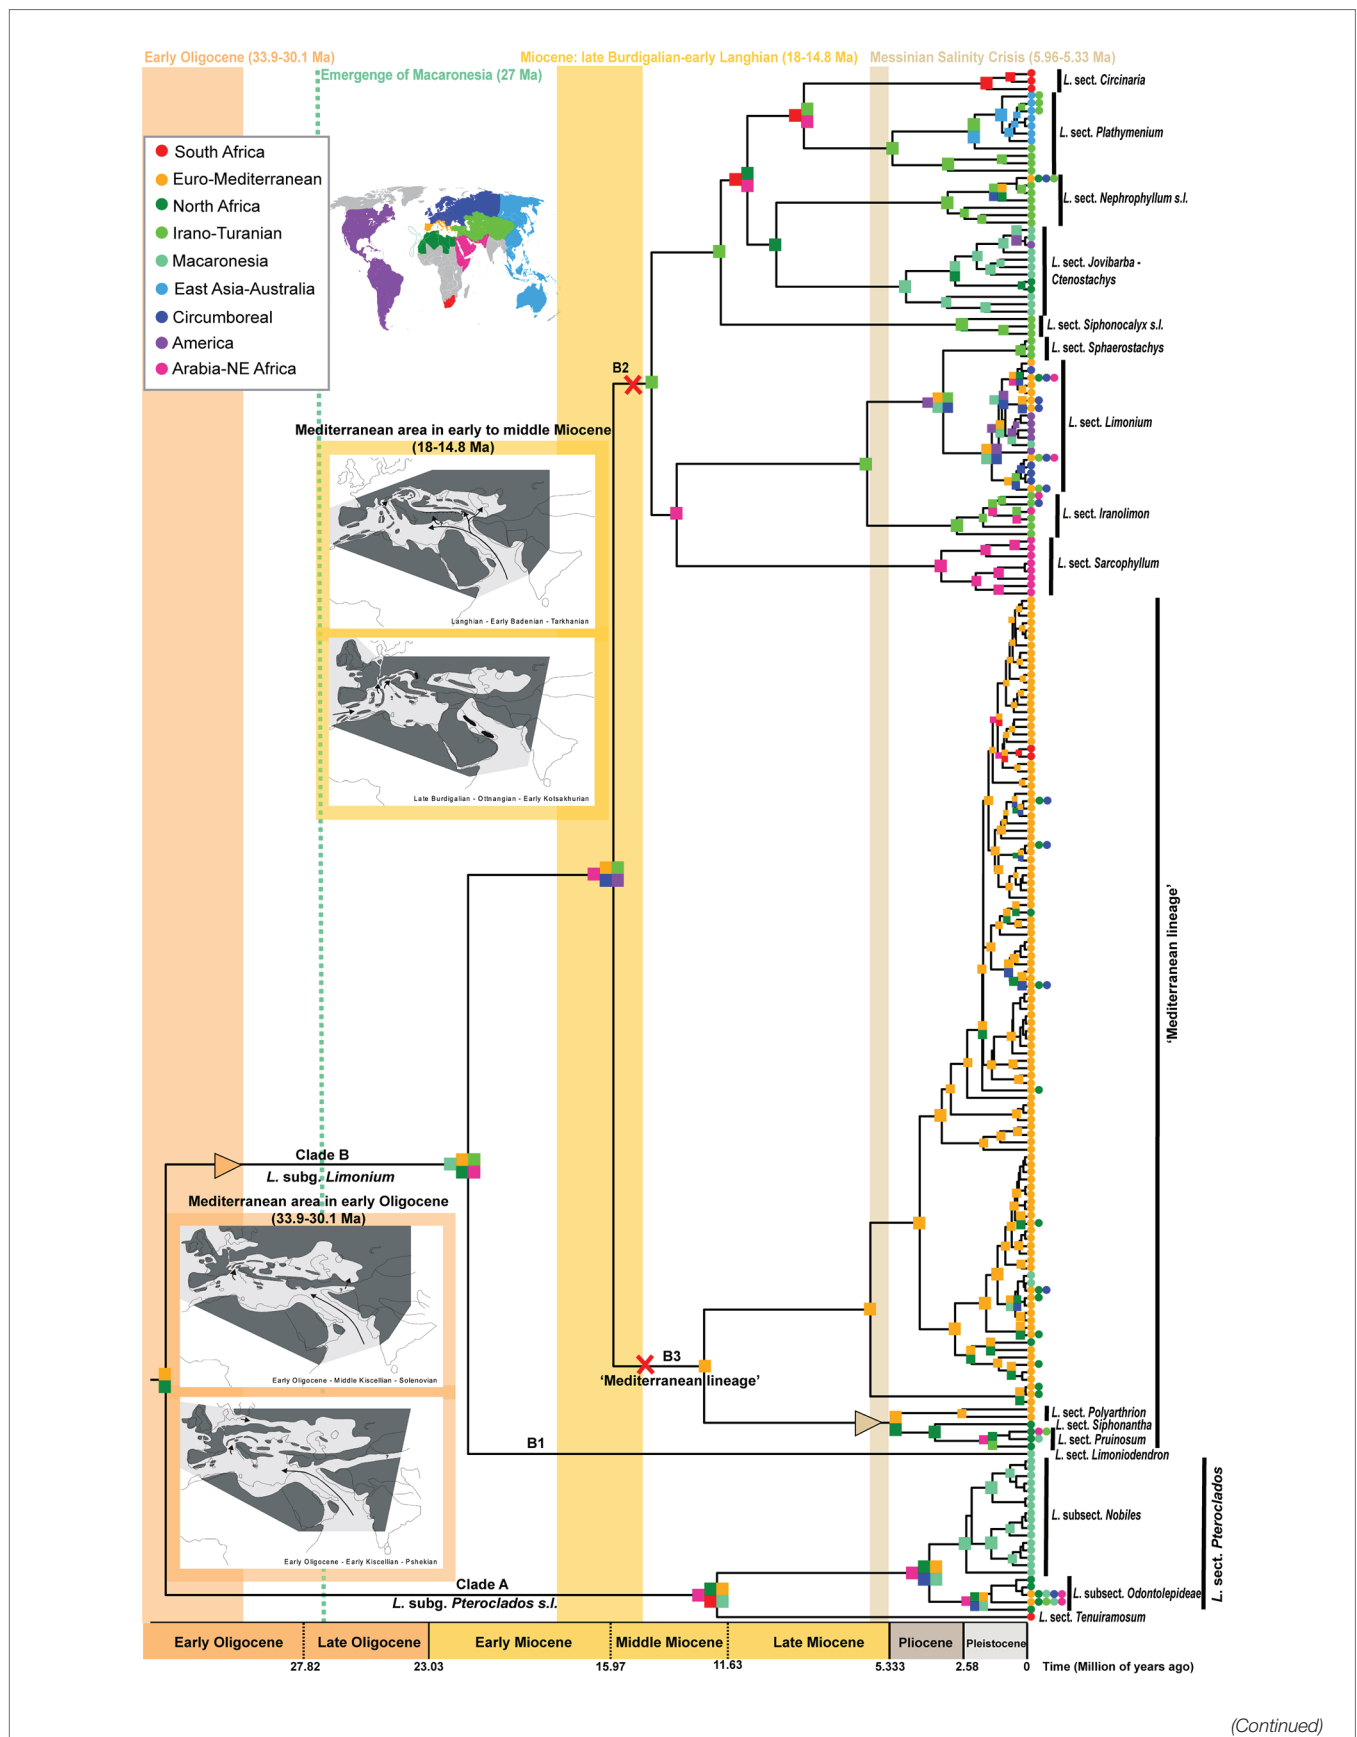 Early Oligocene (33.9-30.1 Ma)
Miocene: late Burdigalian-early Langhian (18-14.8 Ma)
Messinian Salinity Crisis (5.96-5.33 Ma)
Emergenge of Macaronesia (27 Ma)
South Africa
Euro-Mediterranean
North Africa
Irano-Turanian
Macaronesia
East Asia-Australia
Circumboreal
America
Arabia-NE Africa
L. sect. Circinaria
L. sect. Plathymenium
L. sect. Nephrophyllum s.l.
L. sect. Jovibarba -
Ctenostachys
L. sect. Siphonocalyx s.l.
L. sect. Sphaerostachys
B2
L. sect. Limonium
Mediterranean area in early to middle Miocene
(18-14.8 Ma)
L. sect. Iranolimon
L. sect. Sarcophyllum
Langhian - Early Badenian - Tarkhanian
Late Burdigalian - Ottnangian - Early Kotsakhurian
'Mediterranean lineage'
Clade B
L. subg. Limonium
Mediterranean area in early Oligocene
(33.9-30.1 Ma)
Early Oligocene - Middle Kiscellian - Solenovian
B3
'Mediterranean lineage'
L. sect. Polyarthrion
L. sect. Siphonantha
L. sect. Pruinosum
B1
L. sect. Limoniodendron
L. subsect. Nobiles
L. sect. Pteroclados
Early Oligocene - Early Kiscellian - Pshekian
Clade A
L. subg. Pteroclados s.l.
L. subsect. Odontolepideae
L. sect. Tenuiramosum
Early Oligocene
Late Oligocene
Early Miocene
Middle Miocene
Late Miocene
Pliocene
Pleistocene
27.82
23.03
15.97
11.63
5.333
2.58
0
Time (Million of years ago)
(Continued)